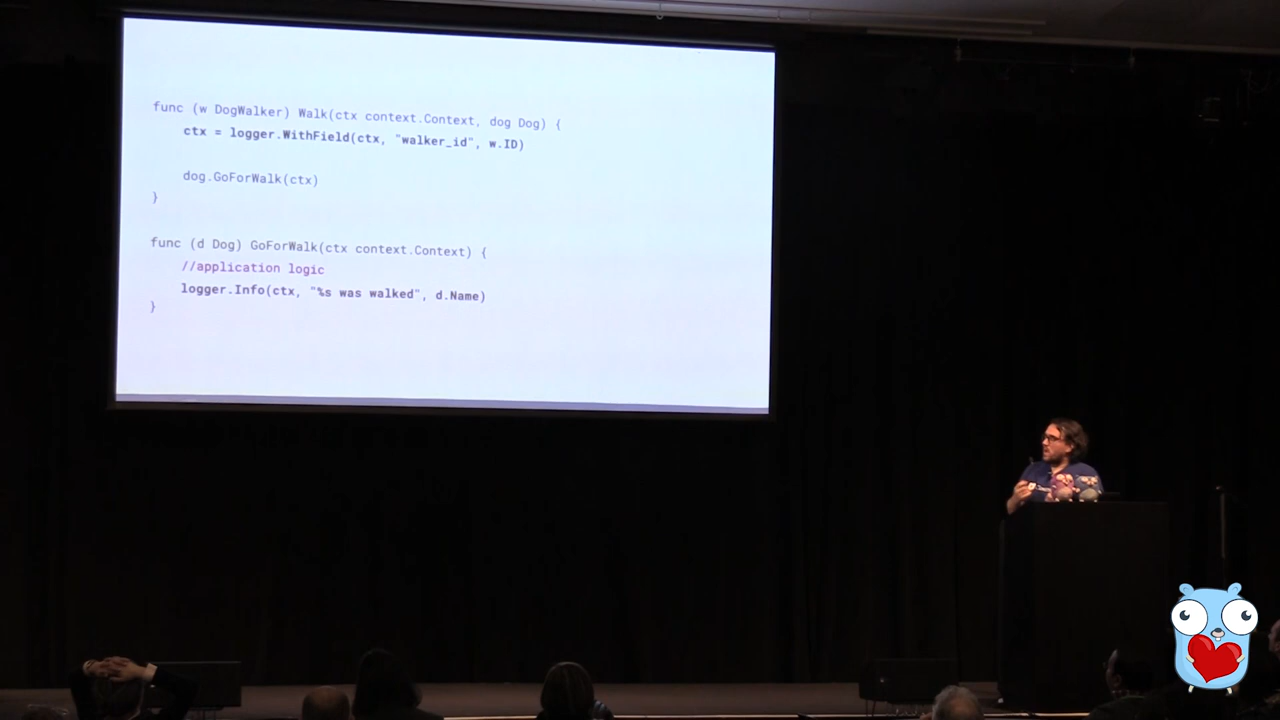 func (w DogWalker) Walk(ctx context.Context, dog Dog) {
ctx = logger.WithField(ctx, "walker_id", w.ID)
dog.GoForWalk(ctx)
}
func (d Dog) GoForWalk(ctx context.Context) {
//application logic
logger.Info(ctx, "%s was walked", d.Name)
}